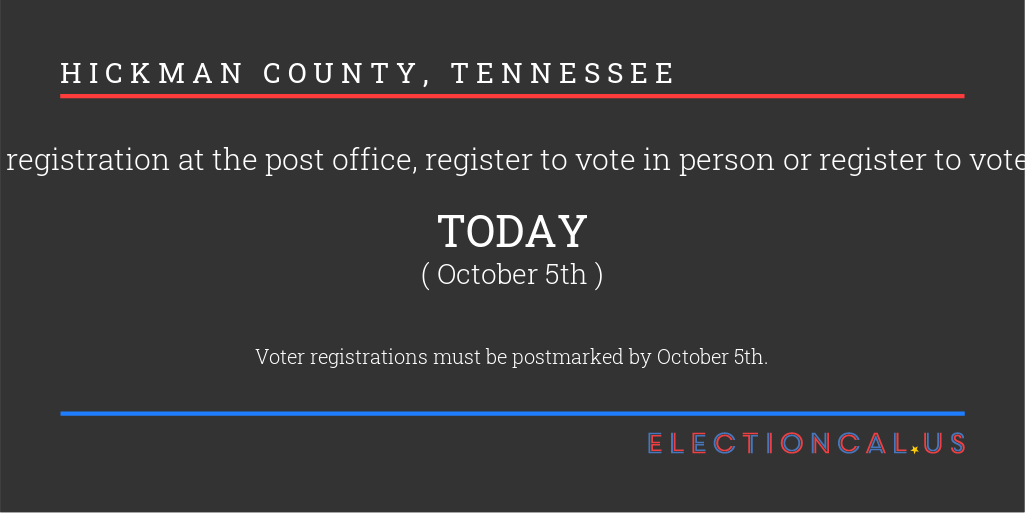 HICKMAN COUNTY, TENNESSEE
registration at the post office, register to vote in person or register to vote
TODAY
( October 5th )
Voter registrations must be postmarked by October 5th.
ELECTIONCAL.US